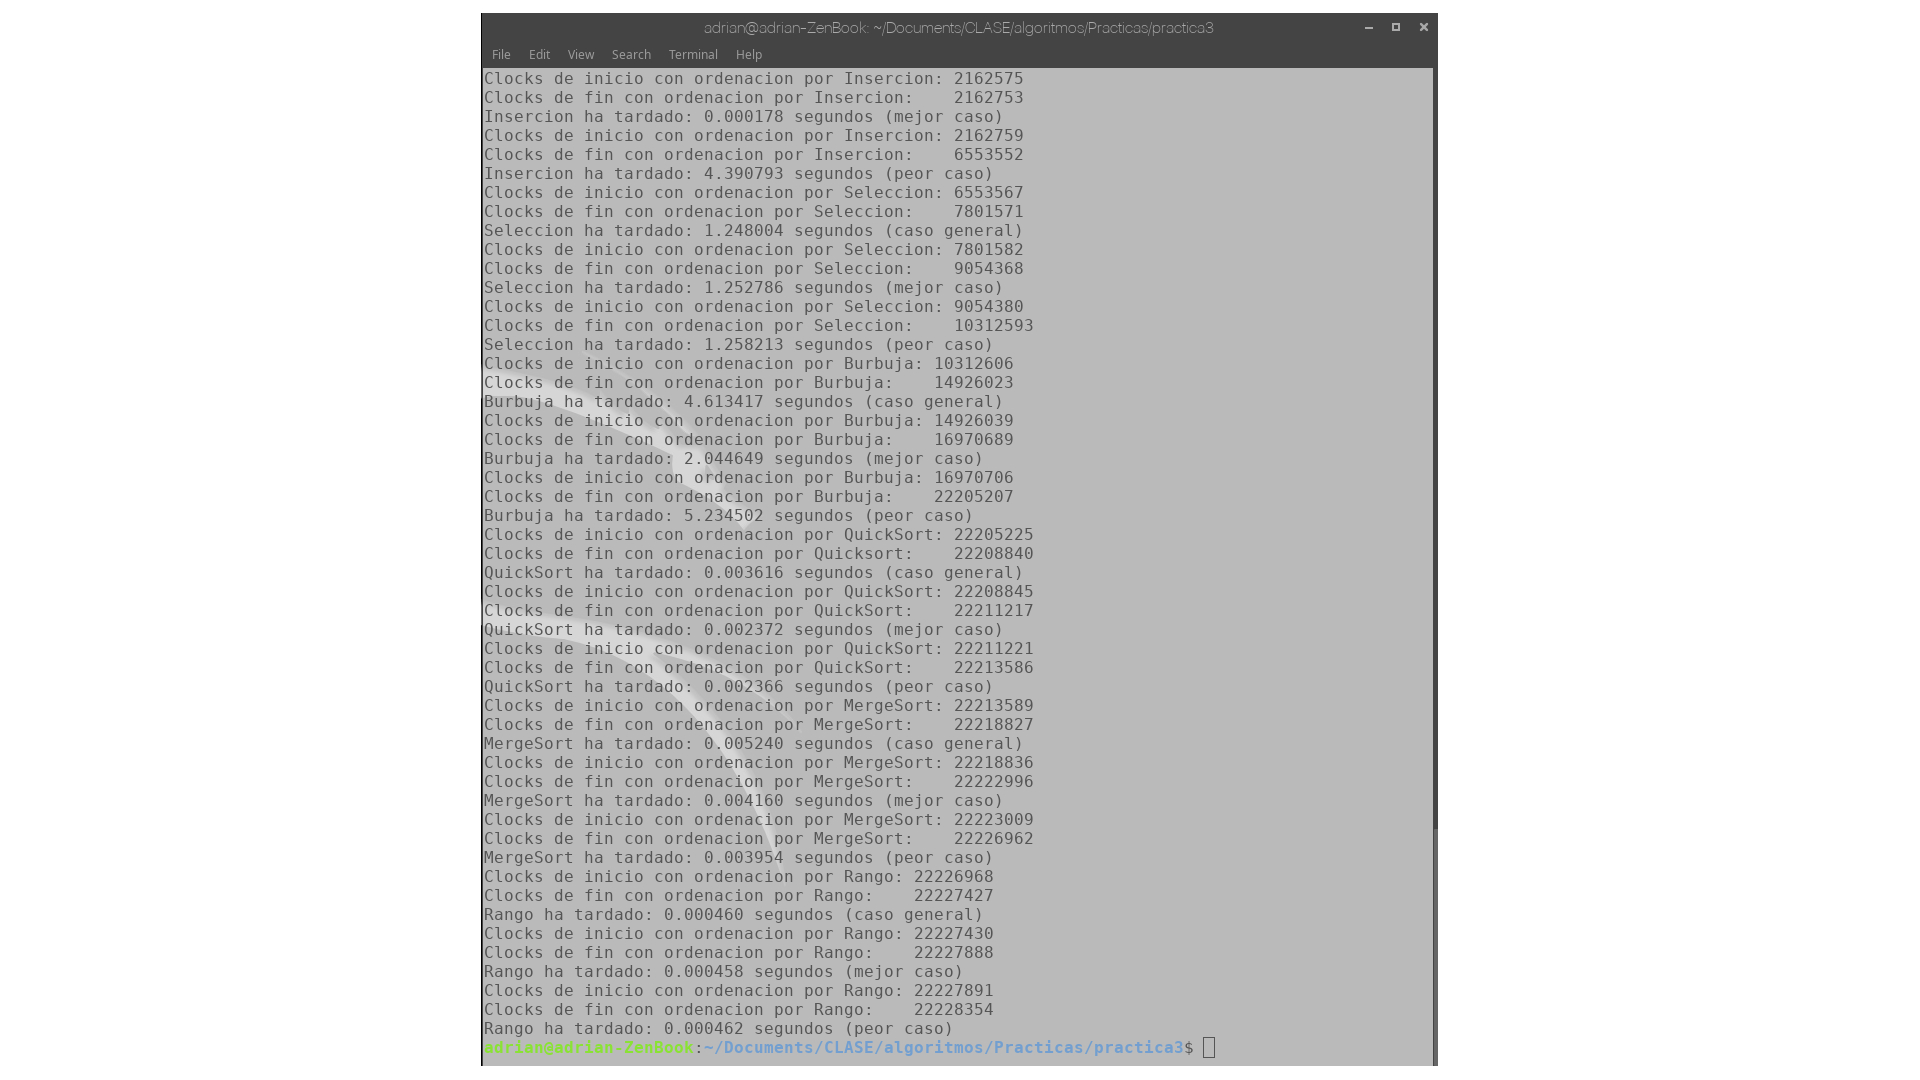 adrian@adrian-ZenBook: ~/Documents/CLASE/algoritmos/Practicas/practica3
File Edit View Search Terminal Help
Clocks de inicio con ordenacion por Insercion: 2162575
Clocks de fin con ordenacion por Insercion:    2162753
Insercion ha tardado: 0.000178 segundos (mejor caso)
Clocks de inicio con ordenacion por Insercion: 2162759
Clocks de fin con ordenacion por Insercion:    6553552
Insercion ha tardado: 4.390793 segundos (peor caso)
Clocks de inicio con ordenacion por Seleccion: 6553567
Clocks de fin con ordenacion por Seleccion:    7801571
Seleccion ha tardado: 1.248004 segundos (caso general)
Clocks de inicio con ordenacion por Seleccion: 7801582
Clocks de fin con ordenacion por Seleccion:    9054368
Seleccion ha tardado: 1.252786 segundos (mejor caso)
Clocks de inicio con ordenacion por Seleccion: 9054380
Clocks de fin con ordenacion por Seleccion:    10312593
Seleccion ha tardado: 1.258213 segundos (peor caso)
Clocks de inicio con ordenacion por Burbuja: 10312606
Clocks de fin con ordenacion por Burbuja:    14926023
Burbuja ha tardado: 4.613417 segundos (caso general)
Clocks de inicio con ordenacion por Burbuja: 14926039
Clocks de fin con ordenacion por Burbuja:    16970689
Burbuja ha tardado: 2.044649 segundos (mejor caso)
Clocks de inicio con ordenacion por Burbuja: 16970706
Clocks de fin con ordenacion por Burbuja:    22205207
Burbuja ha tardado: 5.234502 segundos (peor caso)
Clocks de inicio con ordenacion por QuickSort: 22205225
Clocks de fin con ordenacion por Quicksort:    22208840
QuickSort ha tardado: 0.003616 segundos (caso general)
Clocks de inicio con ordenacion por QuickSort: 22208845
Clocks de fin con ordenacion por QuickSort:    22211217
QuickSort ha tardado: 0.002372 segundos (mejor caso)
Clocks de inicio con ordenacion por QuickSort: 22211221
Clocks de fin con ordenacion por QuickSort:    22213586
QuickSort ha tardado: 0.002366 segundos (peor caso)
Clocks de inicio con ordenacion por MergeSort: 22213589
Clocks de fin con ordenacion por MergeSort:    22218827
MergeSort ha tardado: 0.005240 segundos (caso general)
Clocks de inicio con ordenacion por MergeSort: 22218836
Clocks de fin con ordenacion por MergeSort:    22222996
MergeSort ha tardado: 0.004160 segundos (mejor caso)
Clocks de inicio con ordenacion por MergeSort: 22223009
Clocks de fin con ordenacion por MergeSort:    22226962
MergeSort ha tardado: 0.003954 segundos (peor caso)
Clocks de inicio con ordenacion por Rango: 22226968
Clocks de fin con ordenacion por Rango:    22227427
Rango ha tardado: 0.000460 segundos (caso general)
Clocks de inicio con ordenacion por Rango: 22227430
Clocks de fin con ordenacion por Rango:    22227888
Rango ha tardado: 0.000458 segundos (mejor caso)
Clocks de inicio con ordenacion por Rango: 22227891
Clocks de fin con ordenacion por Rango:    22228354
Rango ha tardado: 0.000462 segundos (peor caso)
adrian@adrian-ZenBook:~/Documents/CLASE/algoritmos/Practicas/practica3$